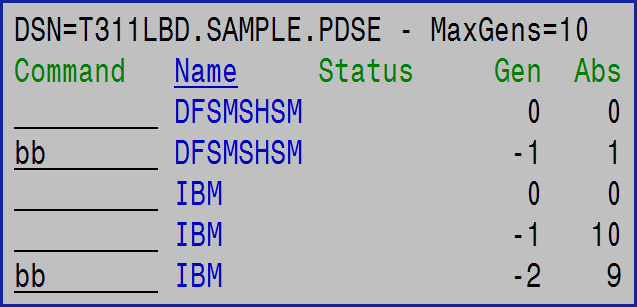 DSN=T311LBD.SAMPLE.PDSE - MaxGens=10
Command Name Status Gen Abs
DFSMSHSM 0 0
bb DFSMSHSM -1 1
IBM 0 0
IBM -1 10
bb IBM -2 9